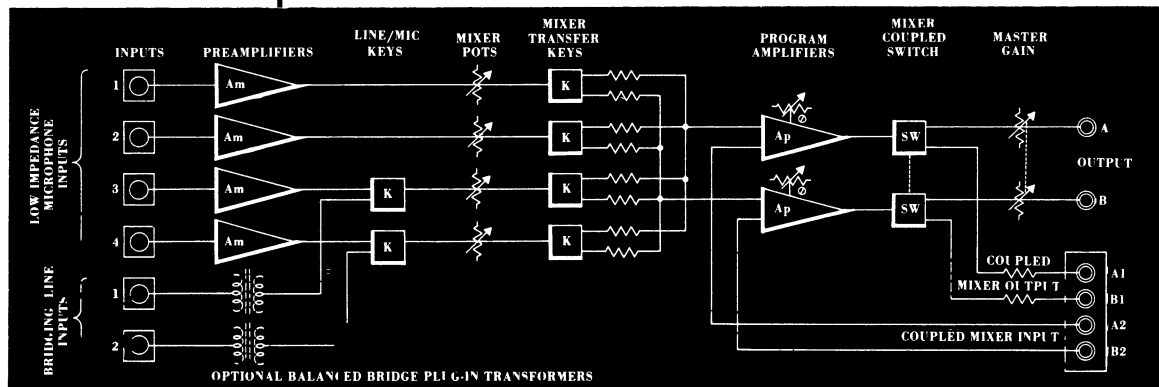 INPUTS
PREAMPLIFIERS
LINE/MIC
KEYS
MIXER
POTS
MIXER
TRANSFER
KEYS
PROGRAM
AMPLIFIERS
MIXER
COUPLED
SWITCH
MASTER
GAIN
LOW IMPEDANCE
MICROPHONE
INPUTS
1
Am
K
2
Am
K
3
Am
K
K
4
Am
K
K
Ap
SW
A
OUTPUT
Ap
SW
B
BRIDGING LINE
INPUTS
1
2
COUPLED
MIXER OUTPUT
COUPLED MIXER INPUT
A1
B1
A2
B2
OPTIONAL BALANCED BRIDGE PLUG-IN TRANSFORMERS